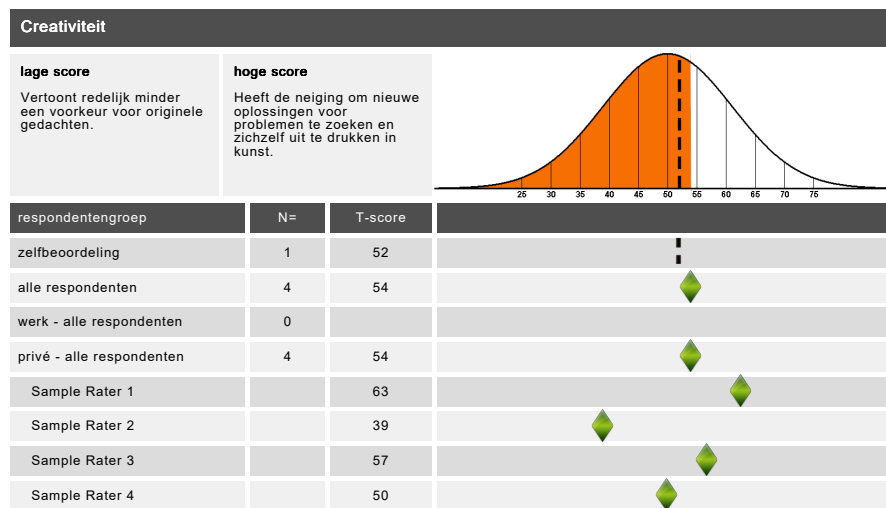 Creativiteit
lage score
Vertoont redelijk minder
een voorkeur voor originele
gedachten.
hoge score
Heeft de neiging om nieuwe
oplossingen voor
problemen te zoeken en
zichzelf uit te drukken in
kunst.
25 30 35 40 45 50 55 60 65 70 75
respondentengroep N= T-score
zelfbeoordeling 1 52
alle respondenten 4 54
werk - alle respondenten 0
privé - alle respondenten 4 54
Sample Rater 1 63
Sample Rater 2 39
Sample Rater 3 57
Sample Rater 4 50